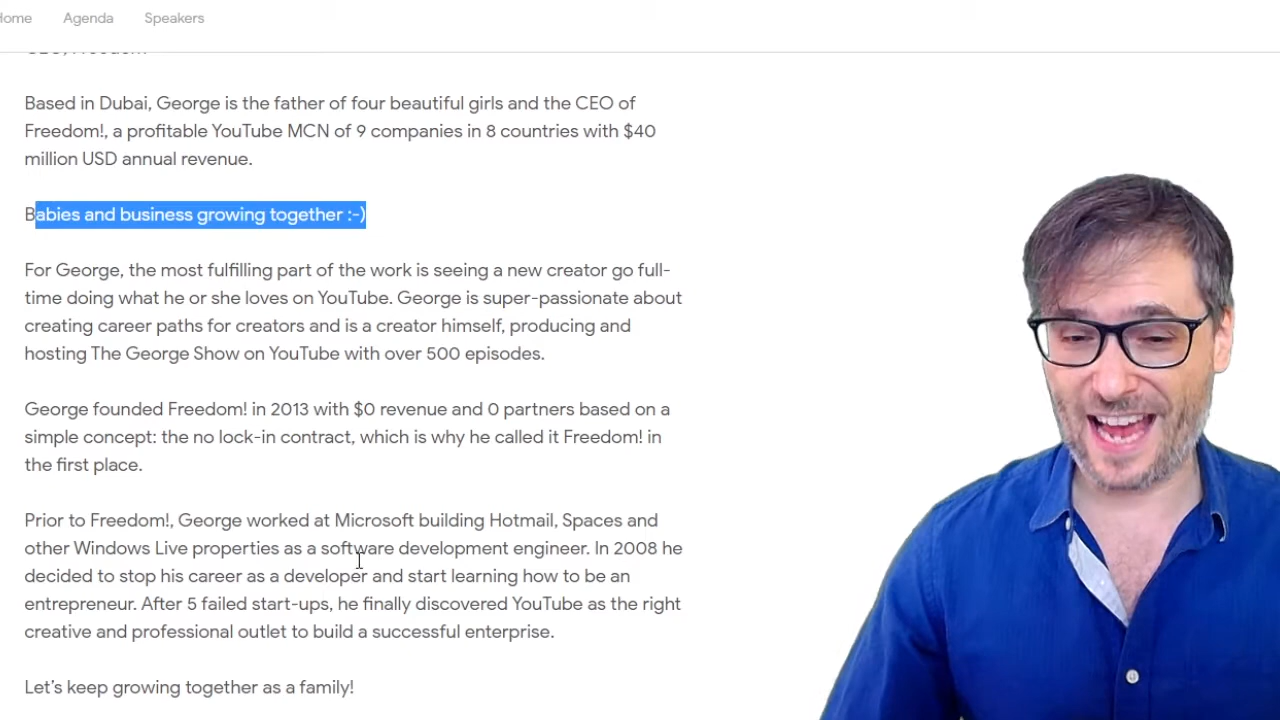 Home Agenda Speakers
CEO, Freedom!
Based in Dubai, George is the father of four beautiful girls and the CEO of
Freedom!, a profitable YouTube MCN of 9 companies in 8 countries with $40
million USD annual revenue.
Babies and business growing together :-)
For George, the most fulfilling part of the work is seeing a new creator go full-
time doing what he or she loves on YouTube. George is super-passionate about
creating career paths for creators and is a creator himself, producing and
hosting The George Show on YouTube with over 500 episodes.
George founded Freedom! in 2013 with $0 revenue and 0 partners based on a
simple concept: the no lock-in contract, which is why he called it Freedom! in
the first place.
Prior to Freedom!, George worked at Microsoft building Hotmail, Spaces and
other Windows Live properties as a software development engineer. In 2008 he
decided to stop his career as a developer and start learning how to be an
entrepreneur. After 5 failed start-ups, he finally discovered YouTube as the right
creative and professional outlet to build a successful enterprise.
Let's keep growing together as a family!